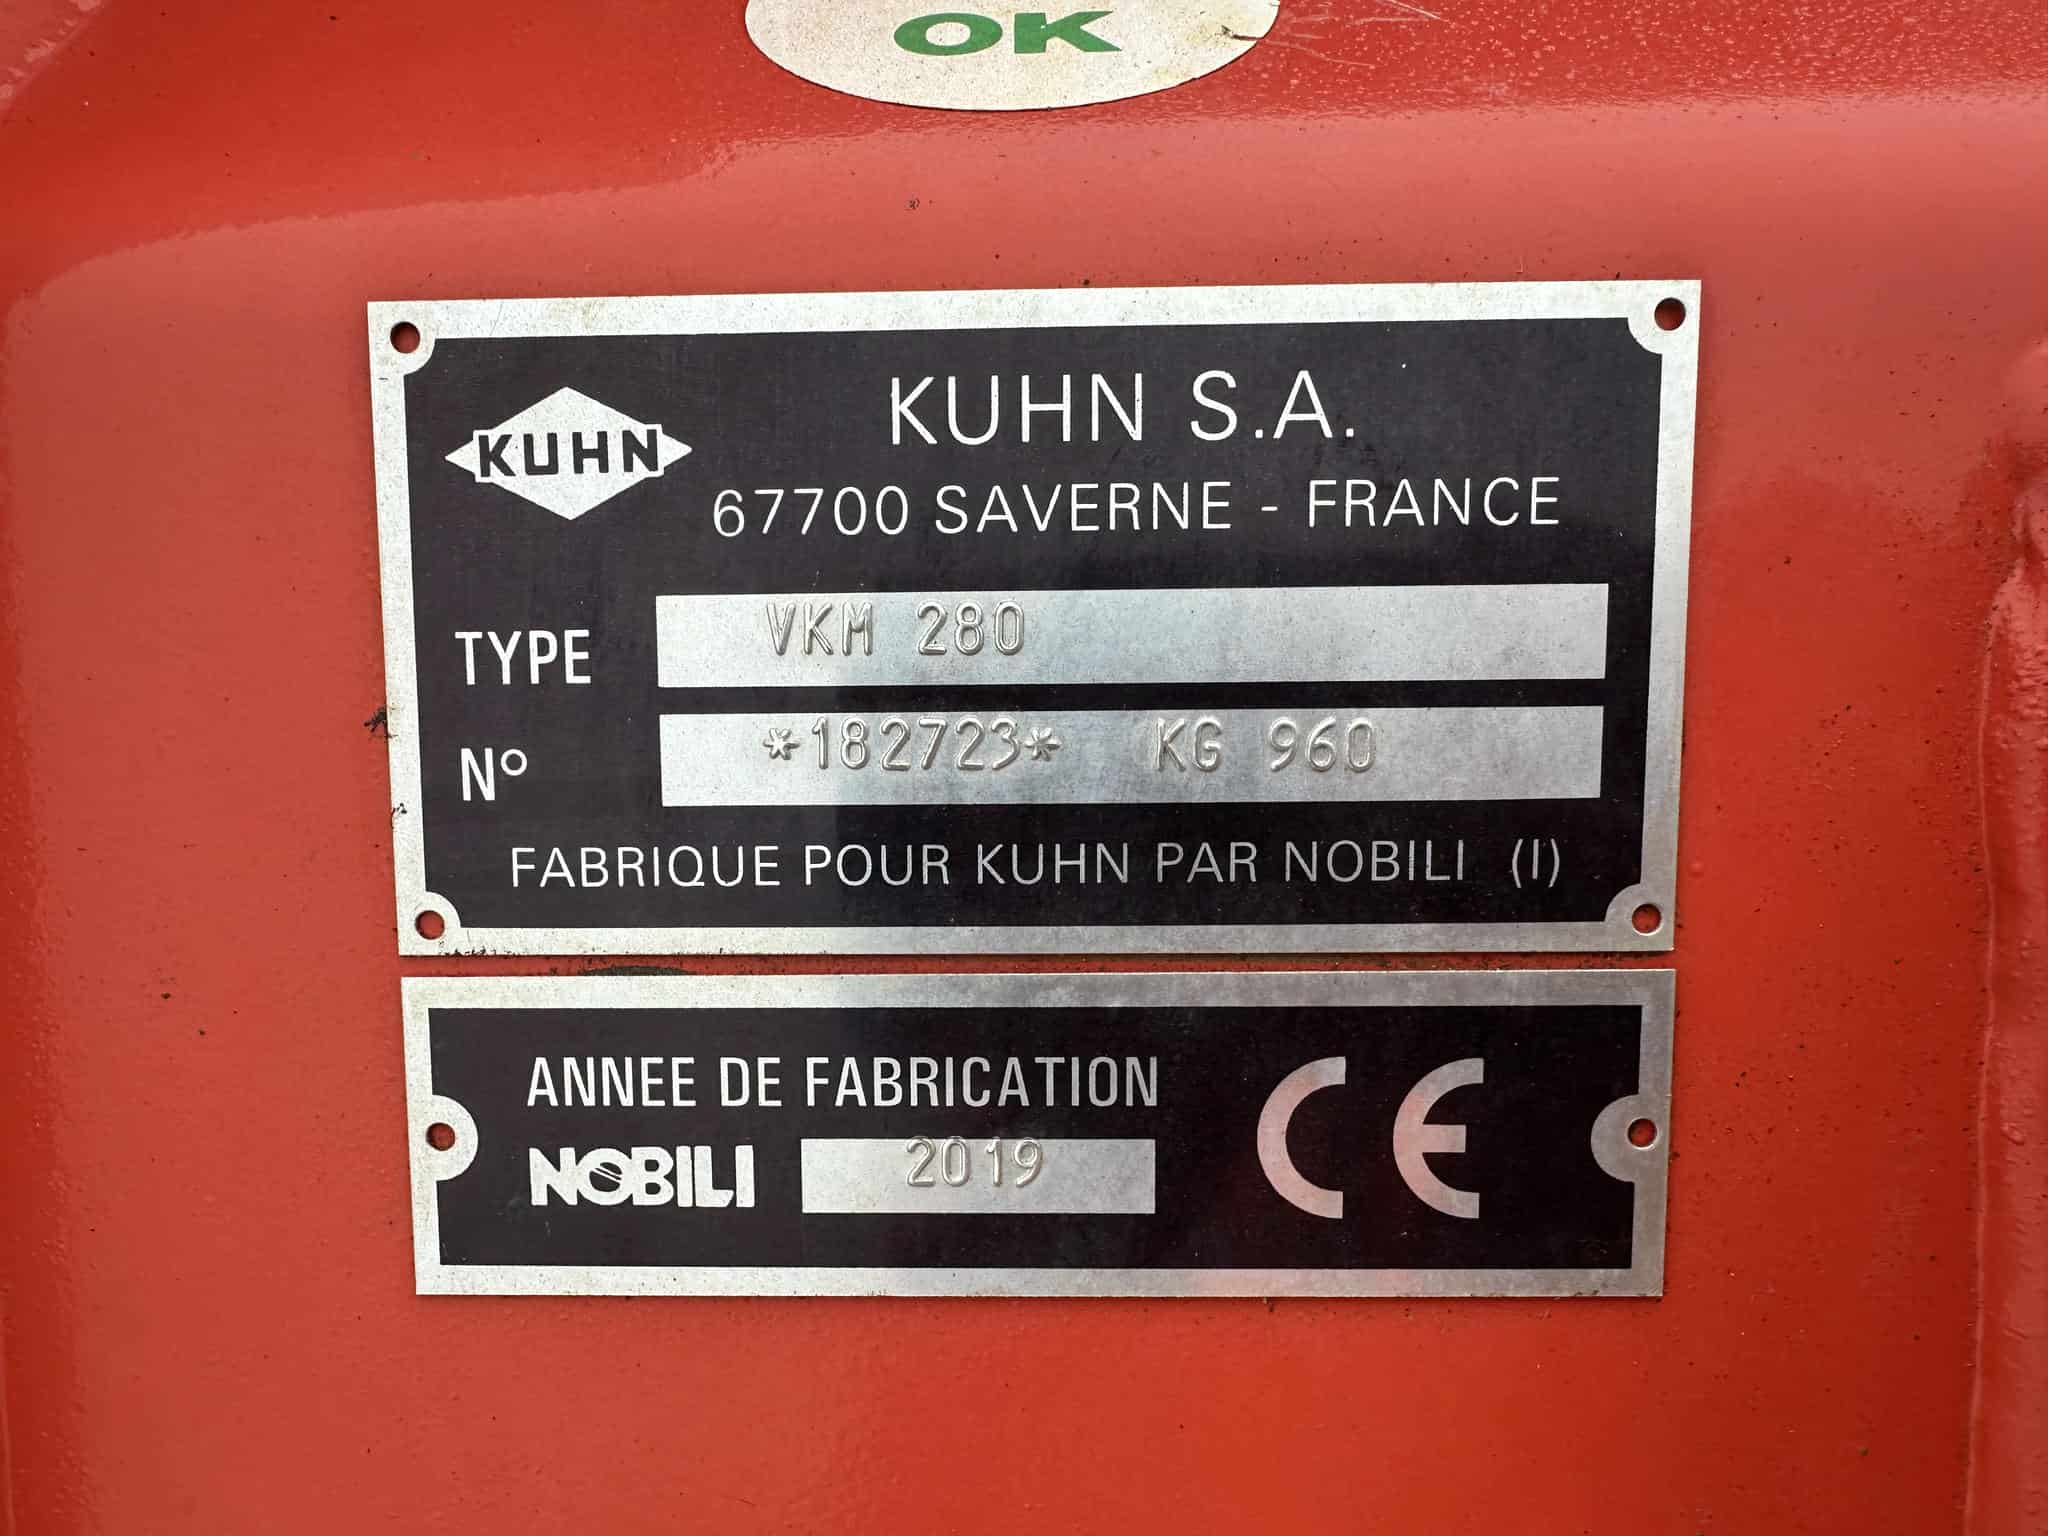 OK
KUHN
KUHN S.A.
67700 SAVERNE - FRANCE
TYPE VKM 280
N° *182723* KG 960
FABRIQUE POUR KUHN PAR NOBILI (I)
ANNEE DE FABRICATION
NOBILI 2019
CE